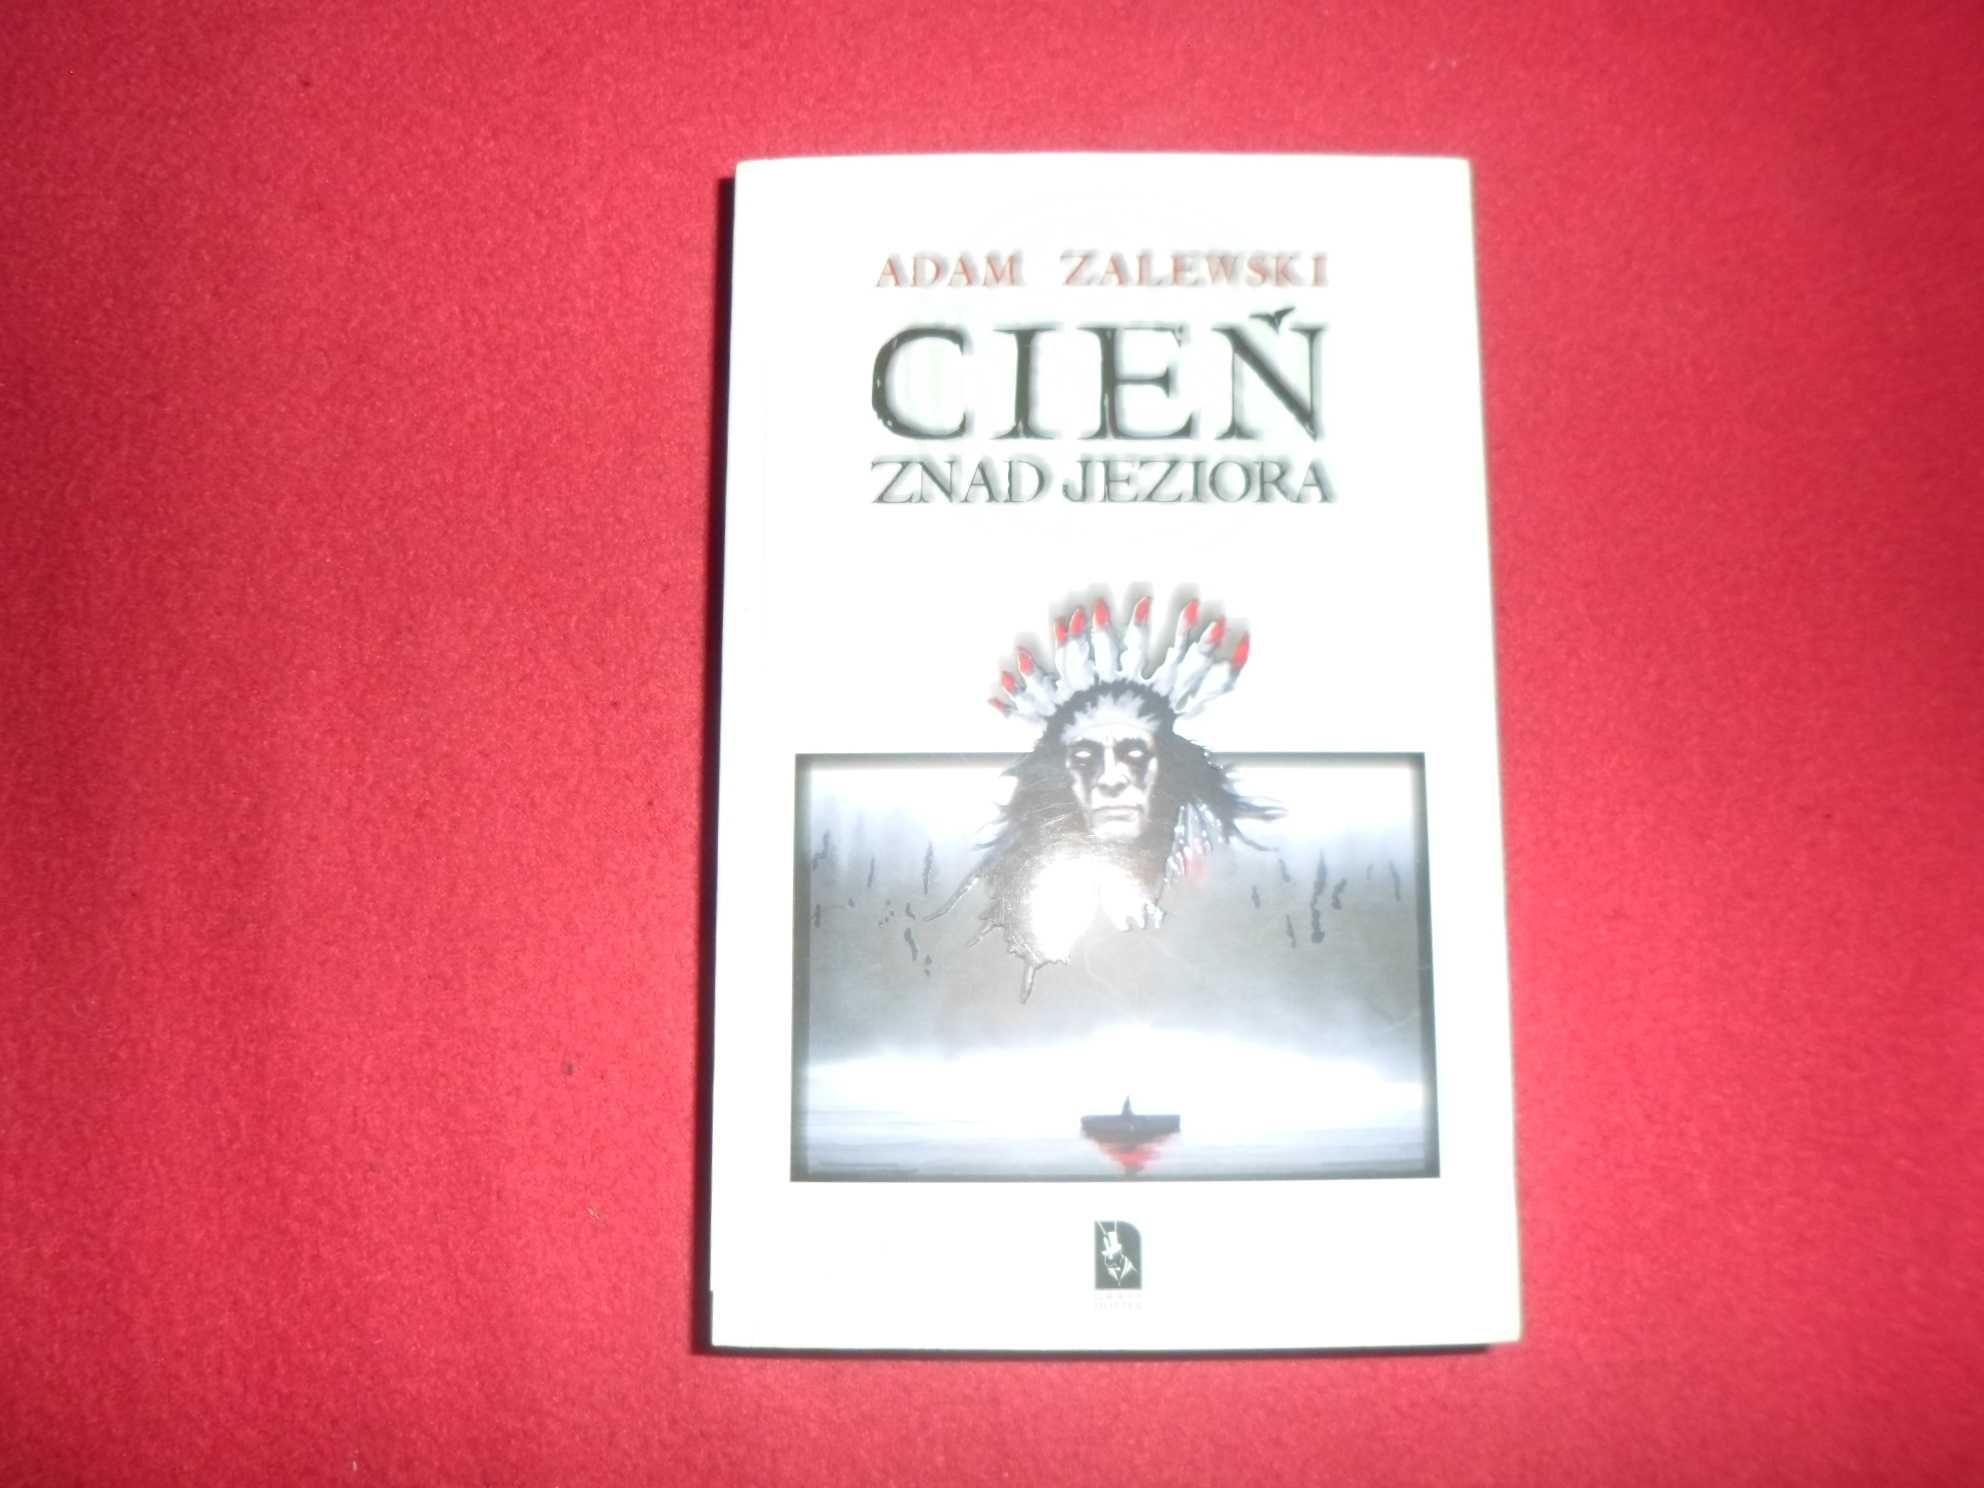 ADAM ZALEWSKI
CIEŃ
ZNAD JEZIORA